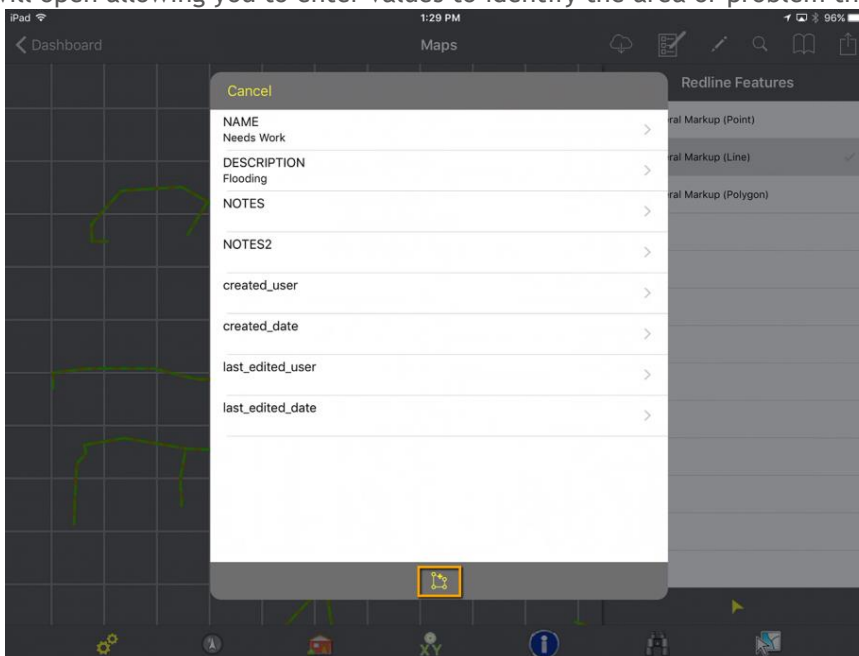 will open allowing you to enter values to identify the area or problem th
iPad 1:29 PM 96%
Dashboard Maps
Redline Features
Cancel
NAME
Needs Work
DESCRIPTION
Flooding
NOTES
NOTES2
created_user
created_date
last_edited_user
last_edited_date
ral Markup (Point)
ral Markup (Line)
ral Markup (Polygon)
XY